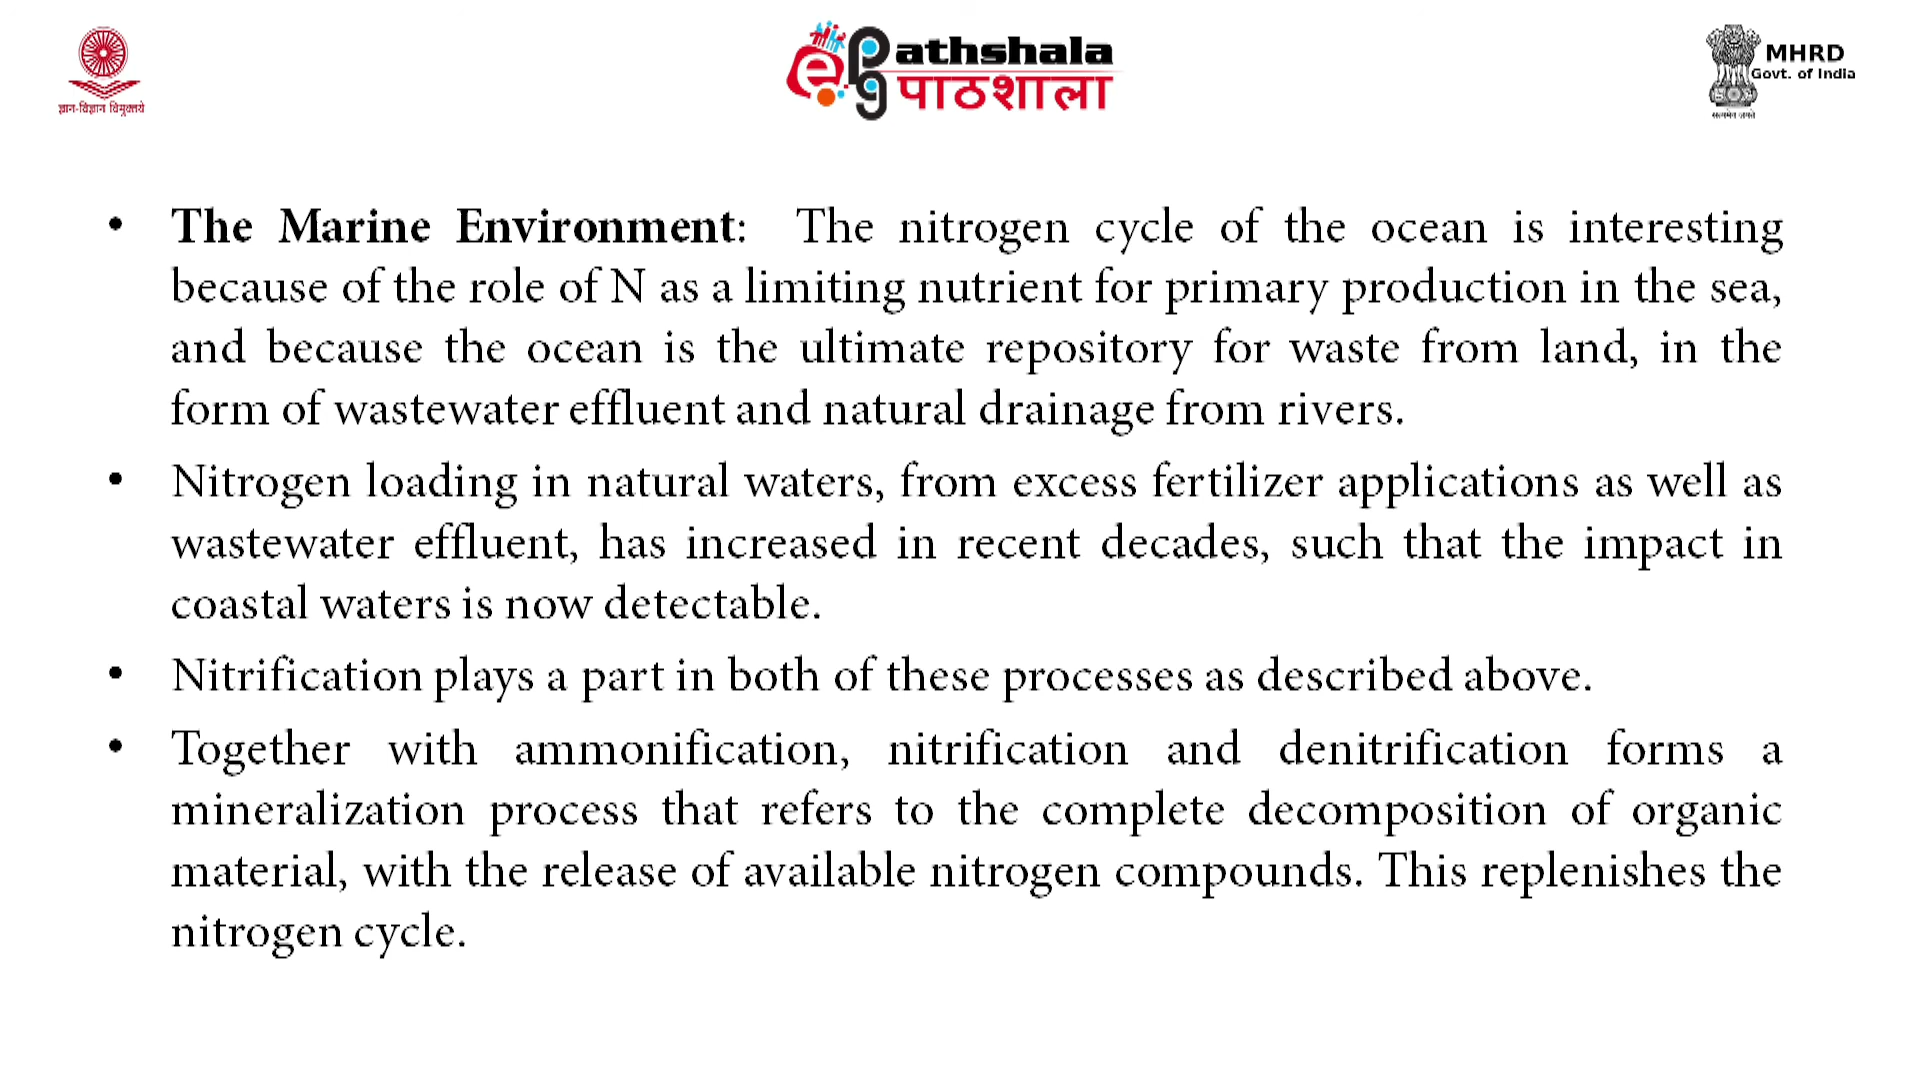 ज्ञान-विज्ञान विमुक्तये
e-Pg Pathshala
पाठशाला
MHRD
Govt. of India
सत्यमेव जयते
• The Marine Environment: The nitrogen cycle of the ocean is interesting
because of the role of N as a limiting nutrient for primary production in the sea,
and because the ocean is the ultimate repository for waste from land, in the
form of wastewater effluent and natural drainage from rivers.
• Nitrogen loading in natural waters, from excess fertilizer applications as well as
wastewater effluent, has increased in recent decades, such that the impact in
coastal waters is now detectable.
• Nitrification plays a part in both of these processes as described above.
• Together with ammonification, nitrification and denitrification forms a
mineralization process that refers to the complete decomposition of organic
material, with the release of available nitrogen compounds. This replenishes the
nitrogen cycle.